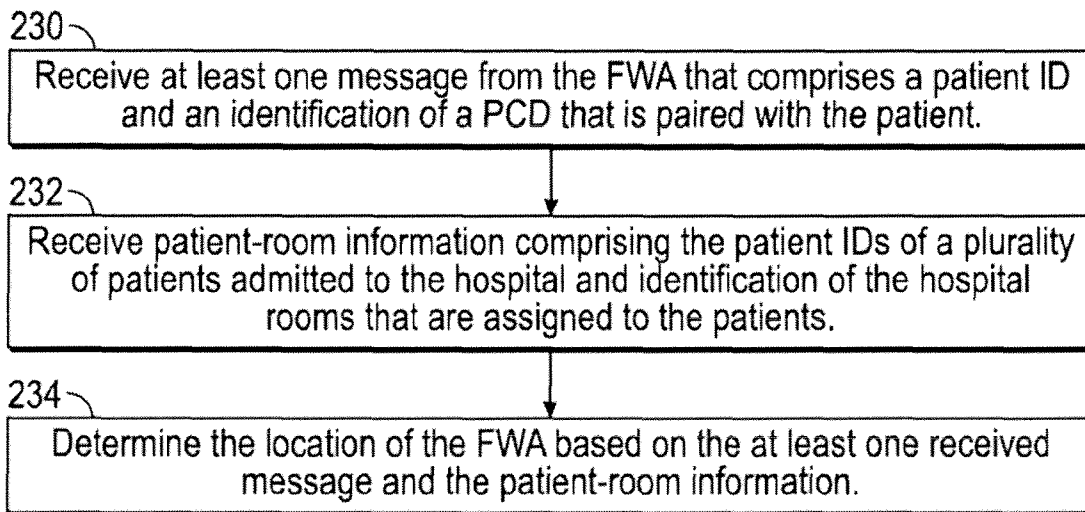 230
Receive at least one message from the FWA that comprises a patient ID
and an identification of a PCD that is paired with the patient.
232
Receive patient-room information comprising the patient IDs of a plurality
of patients admitted to the hospital and identification of the hospital
rooms that are assigned to the patients.
234
Determine the location of the FWA based on the at least one received
message and the patient-room information.